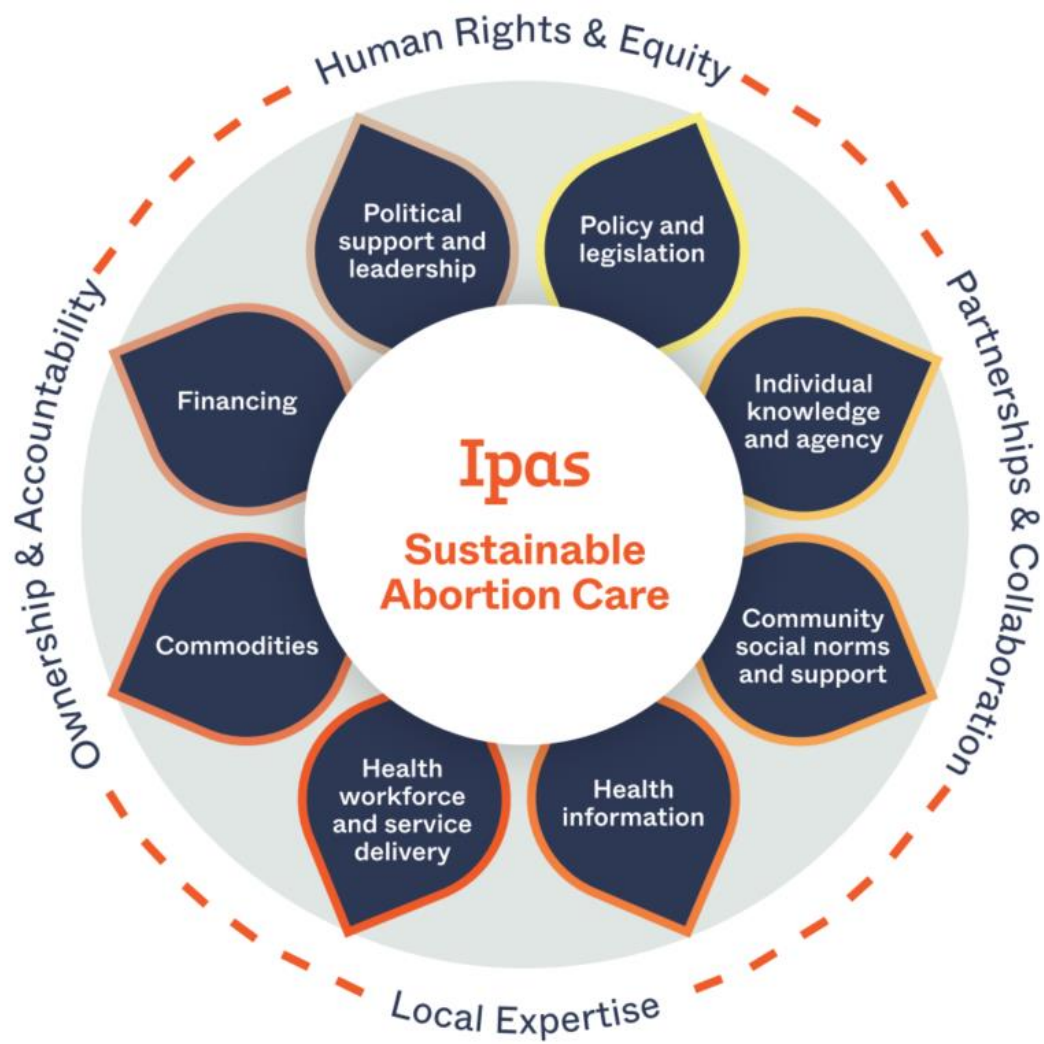 Human Rights & Equity
Political
support and
leadership
Policy and
legislation
Individual
knowledge
and agency
Community
social norms
and support
Health
information
Health
workforce
and service
delivery
Commodities
Financing
Ipas
Sustainable
Abortion Care
Partnerships & Collaboration
Local Expertise
Ownership & Accountability